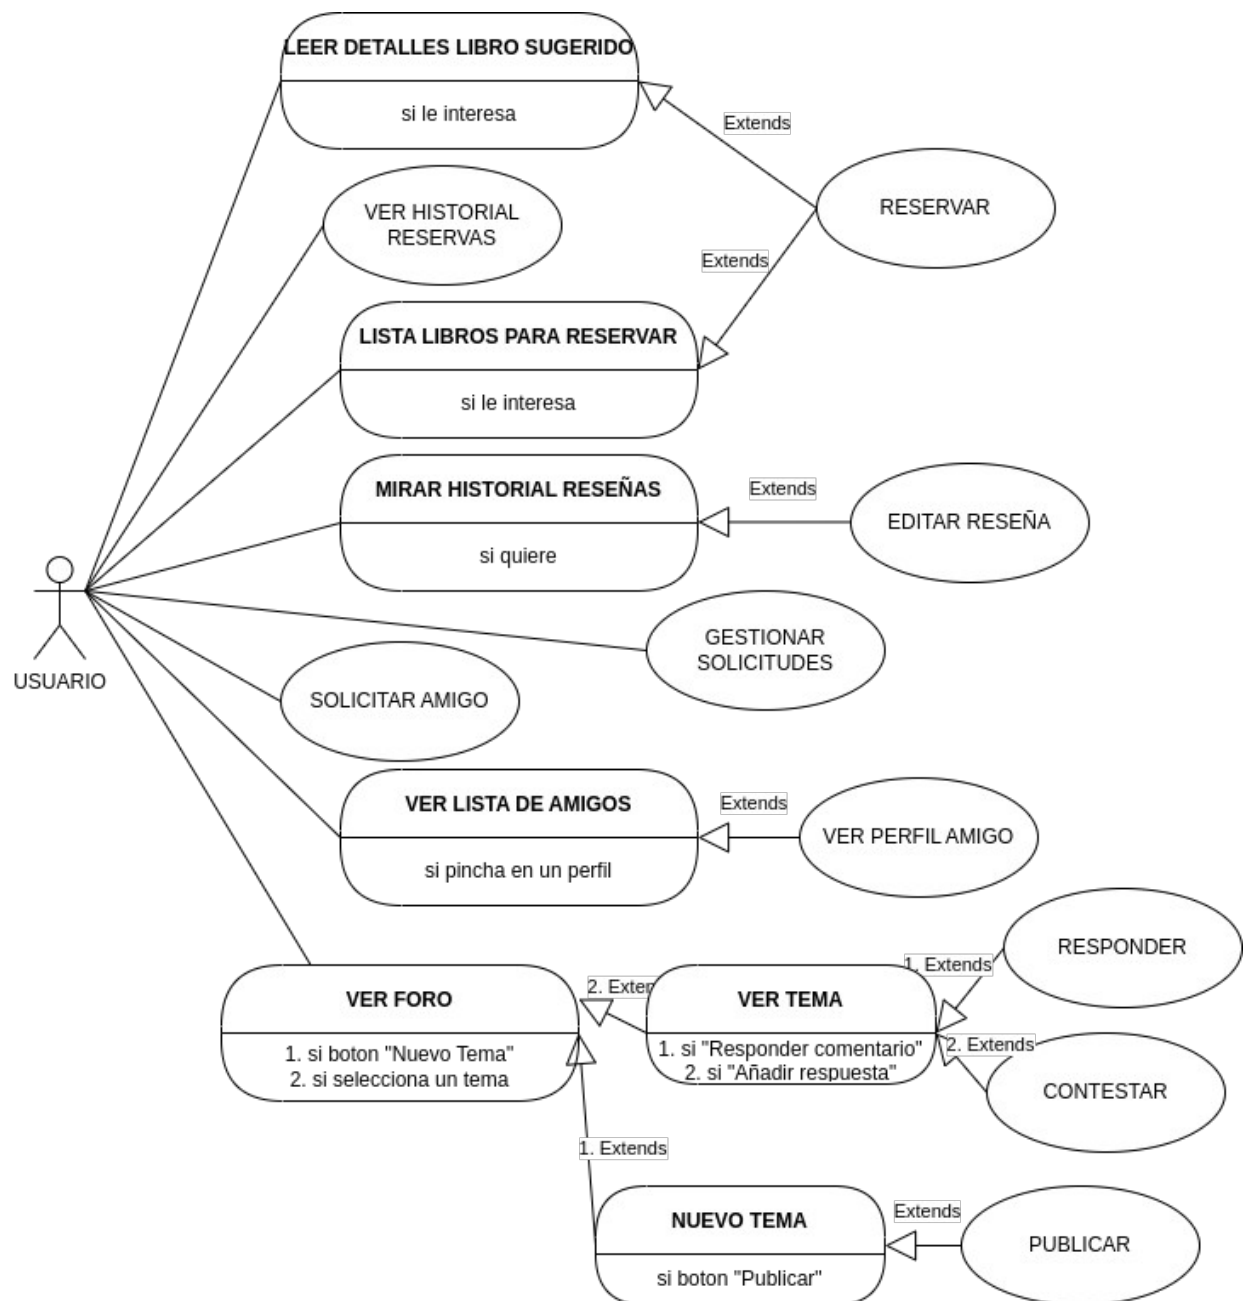 LEER DETALLES LIBRO SUGERIDO
si le interesa
Extends
VER HISTORIAL
RESERVAS
RESERVAR
Extends
LISTA LIBROS PARA RESERVAR
si le interesa
MIRAR HISTORIAL RESEÑAS
si quiere
Extends
EDITAR RESEÑA
GESTIONAR
SOLICITUDES
USUARIO
SOLICITAR AMIGO
VER LISTA DE AMIGOS
si pincha en un perfil
Extends
VER PERFIL AMIGO
VER FORO
1. si boton "Nuevo Tema"
2. si selecciona un tema
2. Exten
VER TEMA
1. si "Responder comentario"
2. si "Añadir respuesta"
1. Extends
RESPONDER
2. Extends
CONTESTAR
1. Extends
NUEVO TEMA
si boton "Publicar"
Extends
PUBLICAR